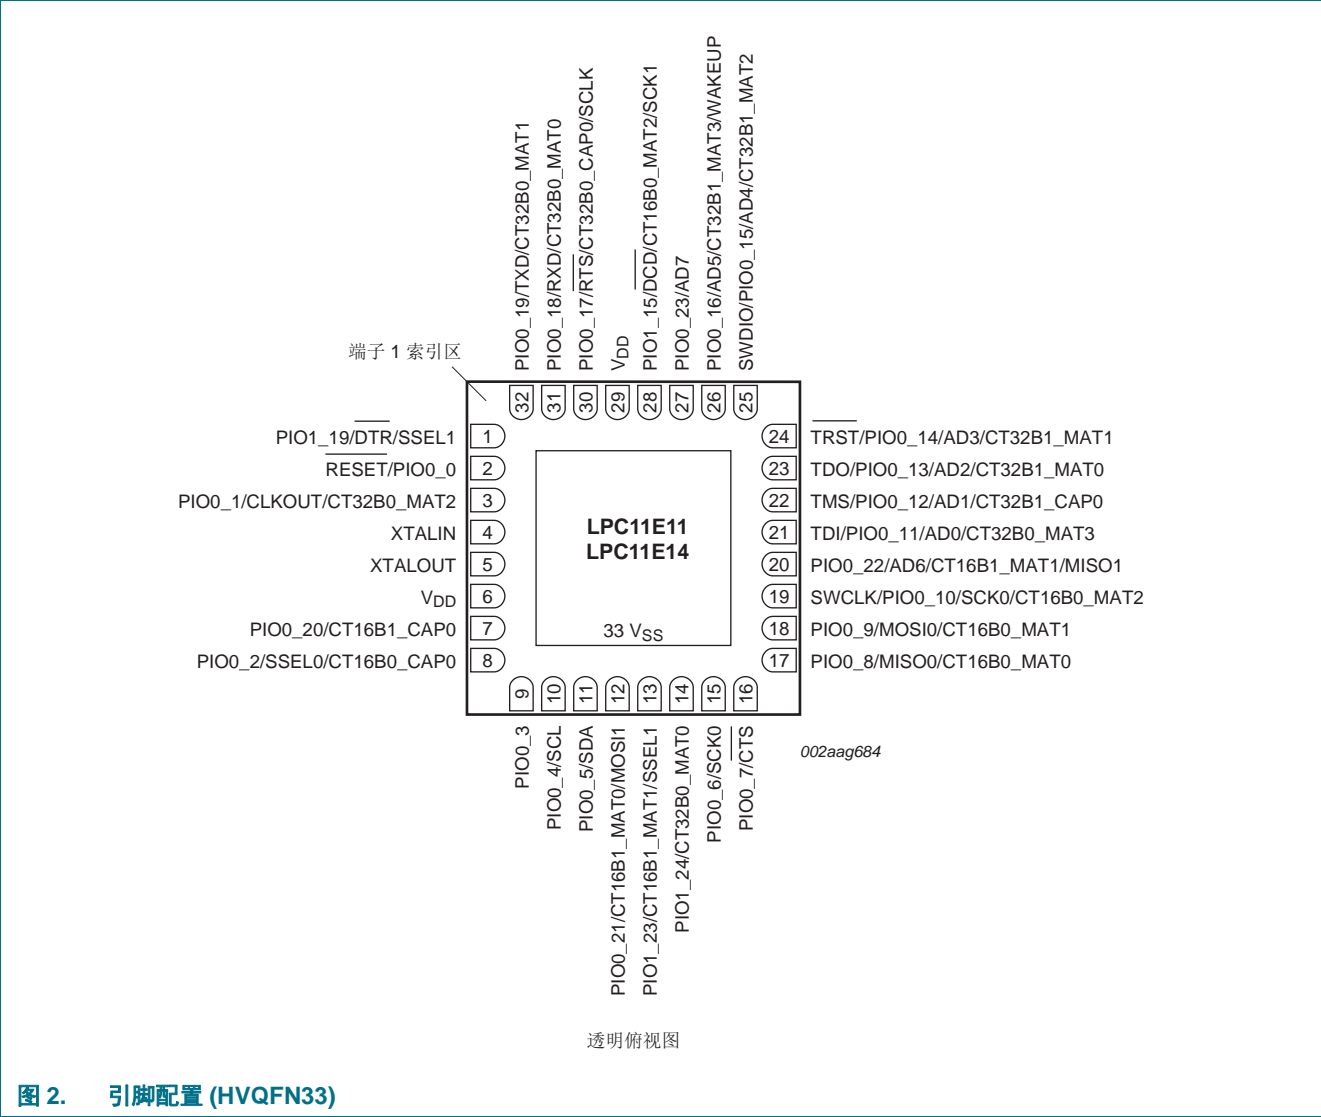 PIO0_19/TXD/CT32B0_MAT1
PIO0_18/RXD/CT32B0_MAT0
PIO0_17/RTS/CT32B0_CAP0/SCLK
VDD
PIO1_15/DCD/CT16B0_MAT2/SCK1
PIO0_23/AD7
PIO0_16/AD5/CT32B1_MAT3/WAKEUP
SWDIO/PIO0_15/AD4/CT32B1_MAT2
端子 1 索引区
32 31 30 29 28 27 26 25
PIO1_19/DTR/SSEL1 1
RESET/PIO0_0 2
PIO0_1/CLKOUT/CT32B0_MAT2 3
XTALIN 4
XTALOUT 5
VDD 6
PIO0_20/CT16B1_CAP0 7
PIO0_2/SSEL0/CT16B0_CAP0 8
LPC11E11
LPC11E14
33 VSS
24 TRST/PIO0_14/AD3/CT32B1_MAT1
23 TDO/PIO0_13/AD2/CT32B1_MAT0
22 TMS/PIO0_12/AD1/CT32B1_CAP0
21 TDI/PIO0_11/AD0/CT32B0_MAT3
20 PIO0_22/AD6/CT16B1_MAT1/MISO1
19 SWCLK/PIO0_10/SCK0/CT16B0_MAT2
18 PIO0_9/MOSI0/CT16B0_MAT1
17 PIO0_8/MISO0/CT16B0_MAT0
9 10 11 12 13 14 15 16
PIO0_3
PIO0_4/SCL
PIO0_5/SDA
PIO0_21/CT16B1_MAT0/MOSI1
PIO1_23/CT16B1_MAT1/SSEL1
PIO1_24/CT32B0_MAT0
PIO0_6/SCK0
PIO0_7/CTS
002aag684
透明俯视图
图 2. 引脚配置 (HVQFN33)